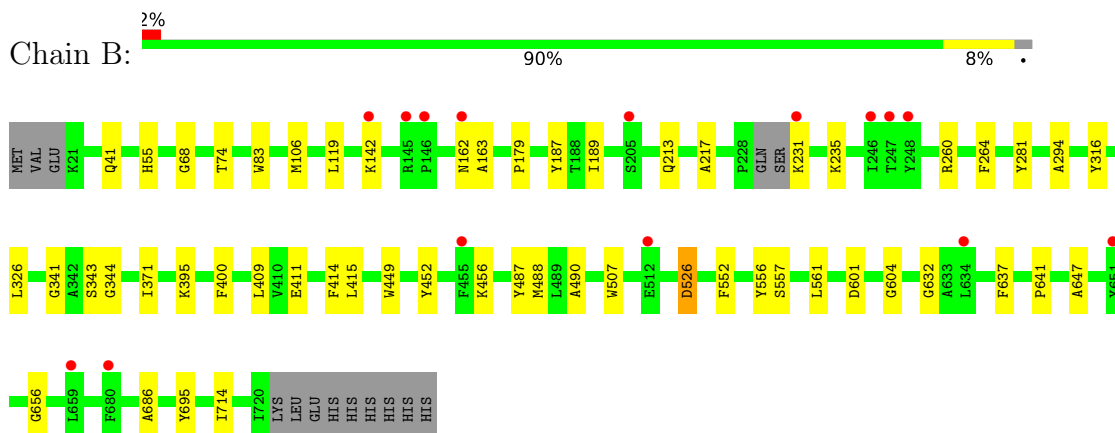 2%
Chain B:
90% 8% •
MET VAL GLU K21 Q41 H55 G68 T74 W83 M106 L119 K142 R145 P146 N162 A163 P179 Y187 T188 I189 S205 Q213 A217 P228 GLN SER K231 K235 I246 T247 Y248 R260 F264 Y281 A294 Y316
L326 G341 A342 S343 G344 I371 K395 F400 L409 V410 E411 F414 L415 W449 Y452 F455 K456 Y487 M488 L489 A490 W507 E512 D526 F552 Y556 S557 L561 D601 G604 G632 A633 L634 F637 P641 A647 Y651
G656 L659 F680 A686 Y695 I714 I720 LYS LEU GLU HIS HIS HIS HIS HIS HIS